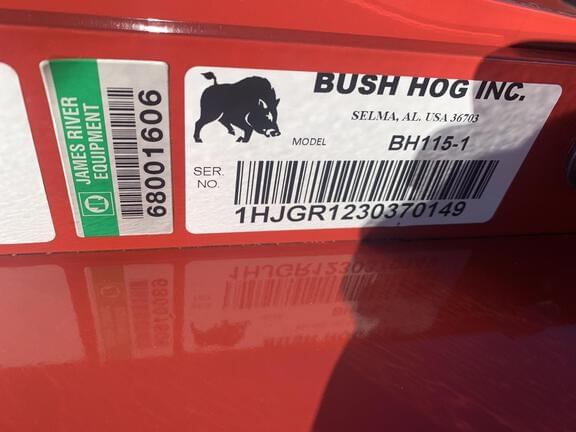 JAMES RIVER
EQUIPMENT
68001606
BUSH HOG INC.
SELMA, AL. USA 36703
MODEL BH115-1
SER.
NO.
1HJGR1230370149